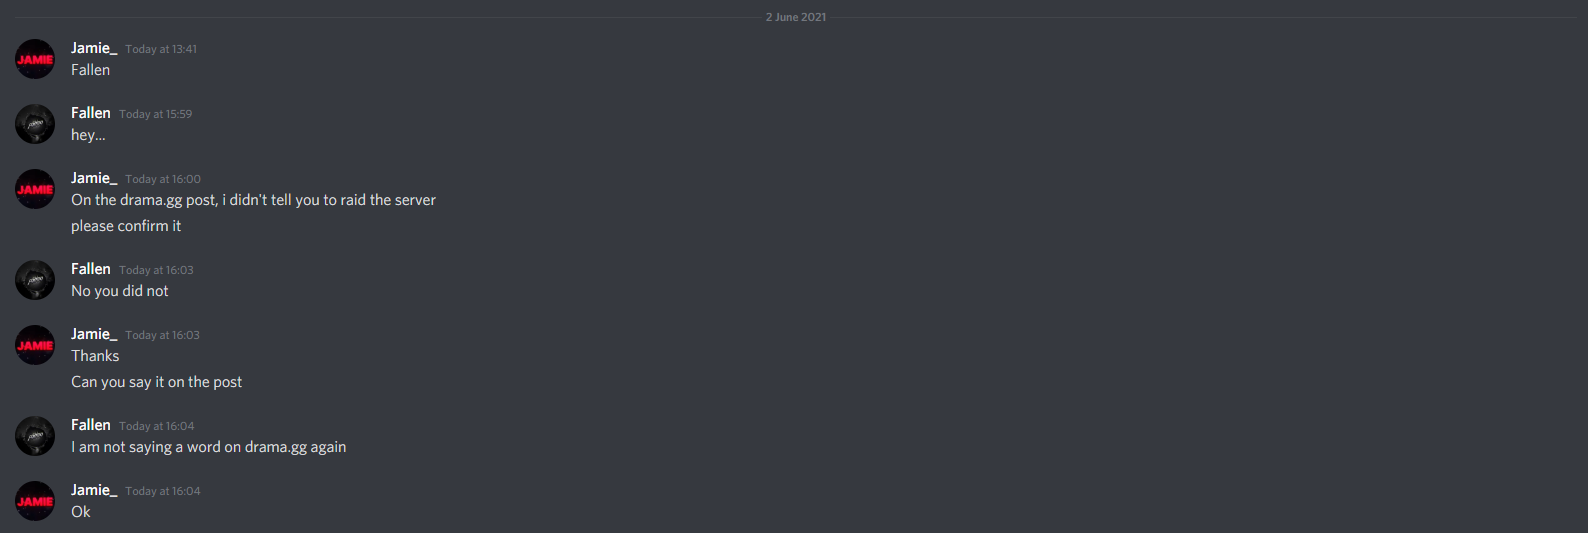 2 June 2021
JAMIE
Jamie_ Today at 13:41
Fallen
Fallen Today at 15:59
hey...
JAMIE
Jamie_ Today at 16:00
On the drama.gg post, i didn't tell you to raid the server
please confirm it
Fallen Today at 16:03
No you did not
JAMIE
Jamie_ Today at 16:03
Thanks
Can you say it on the post
Fallen Today at 16:04
I am not saying a word on drama.gg again
JAMIE
Jamie_ Today at 16:04
Ok